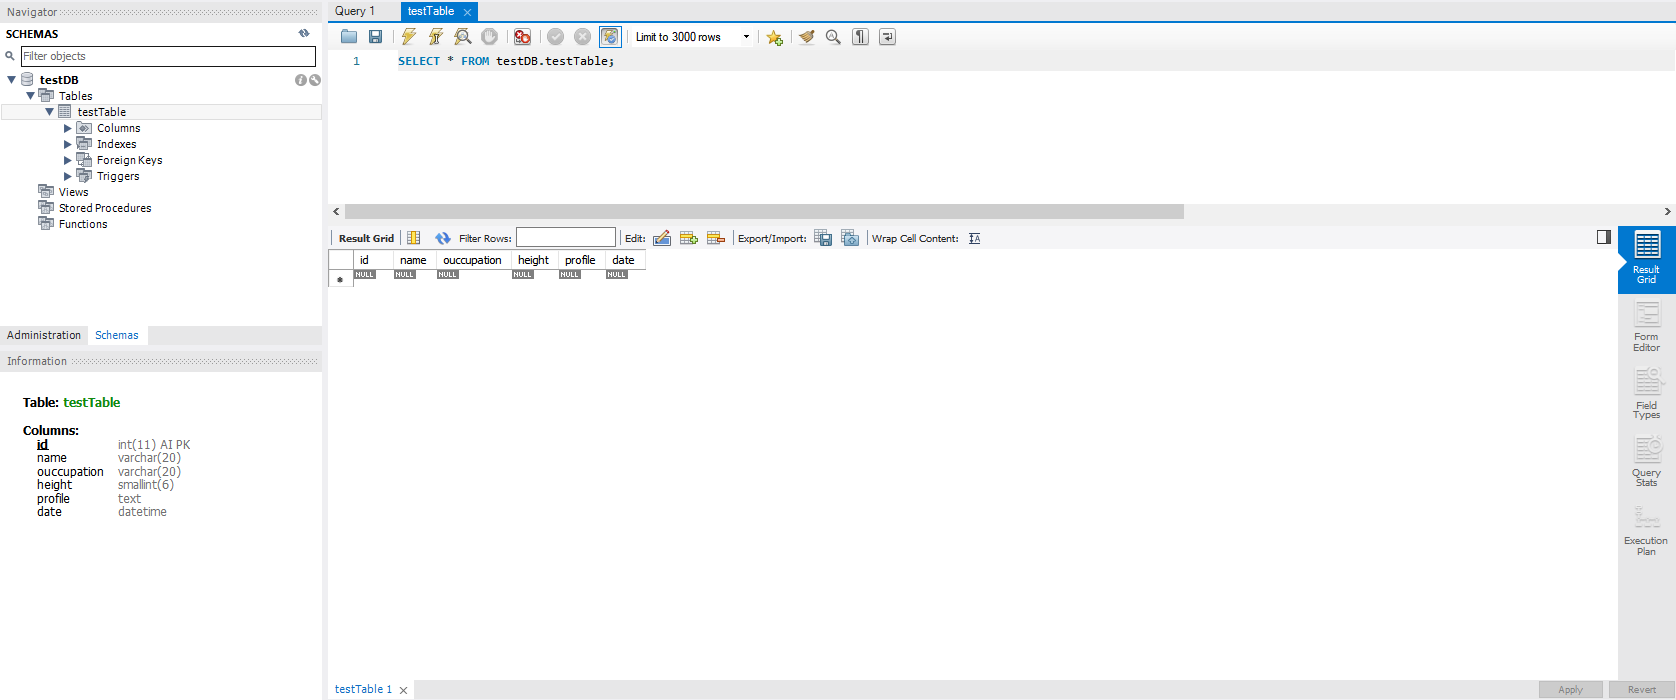 Navigator
SCHEMAS
Filter objects
testDB
Tables
testTable
Columns
Indexes
Foreign Keys
Triggers
Views
Stored Procedures
Functions
Administration Schemas
Information
Table: testTable
Columns:
id int(11) AI PK
name varchar(20)
ouccupation varchar(20)
height smallint(6)
profile text
date datetime
Query 1 testTable
Limit to 3000 rows
1 SELECT * FROM testDB.testTable;
Result Grid Filter Rows: Edit: Export/Import: Wrap Cell Content: IA
id name ouccupation height profile date
* NULL NULL NULL NULL NULL NULL
Result
Grid
Form
Editor
Field
Types
Query
Stats
Execution
Plan
testTable 1
Apply Revert